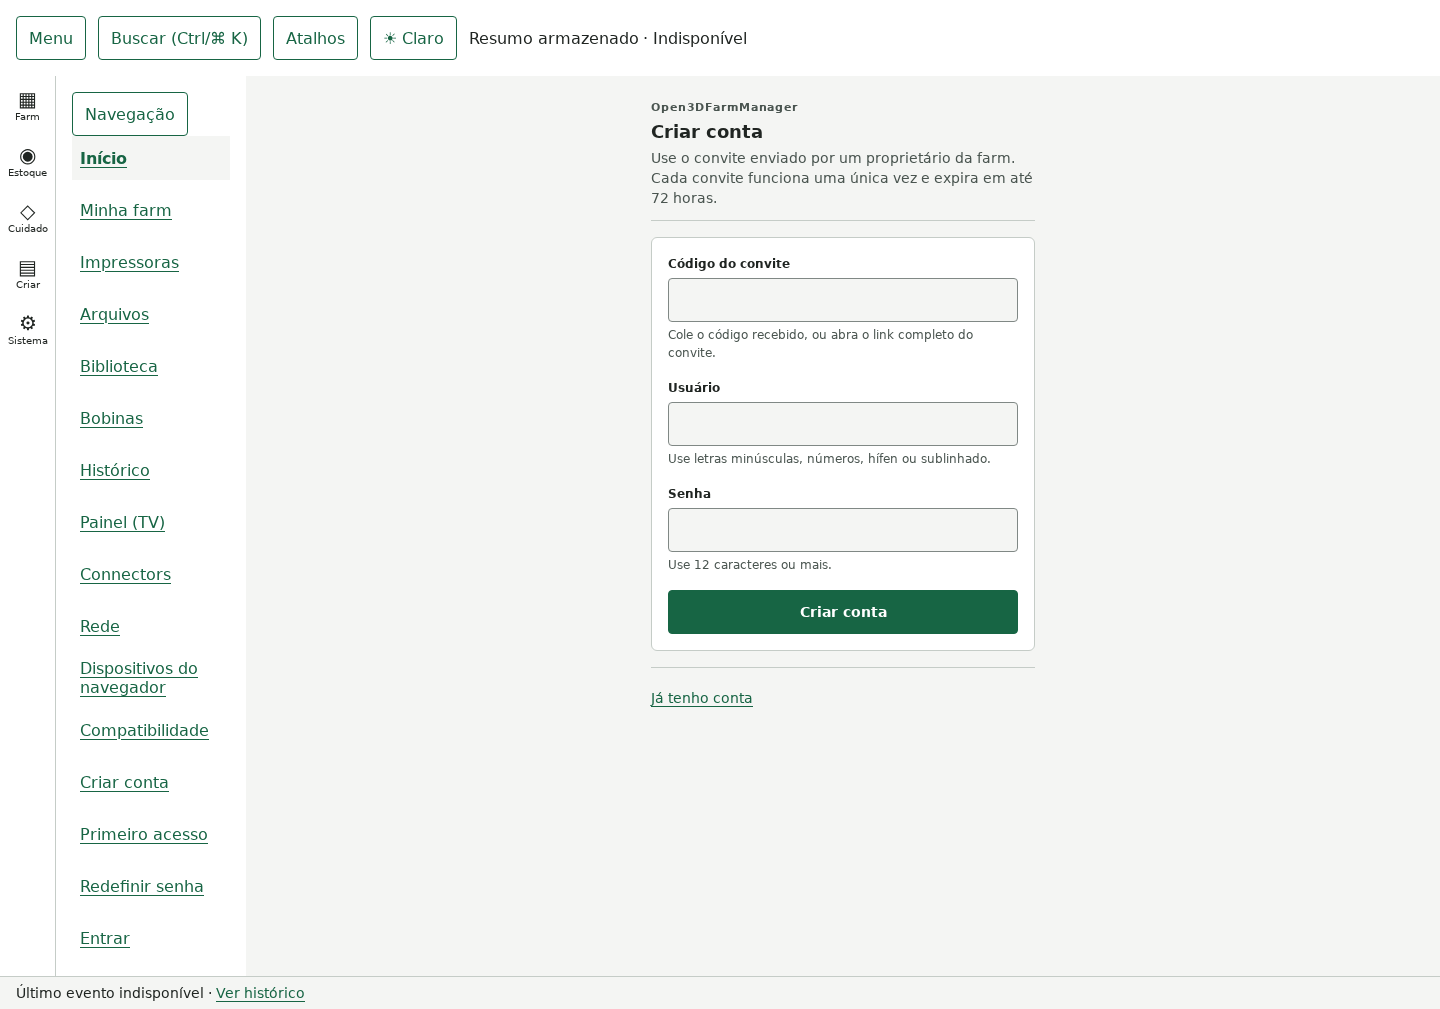 Menu
Buscar (Ctrl/⌘ K)
Atalhos
☀ Claro
Resumo armazenado · Indisponível
Farm
Estoque
Cuidado
Criar
Sistema
Navegação
Início
Minha farm
Impressoras
Arquivos
Biblioteca
Bobinas
Histórico
Painel (TV)
Connectors
Rede
Dispositivos do
navegador
Compatibilidade
Criar conta
Primeiro acesso
Redefinir senha
Entrar
Open3DFarmManager
Criar conta
Use o convite enviado por um proprietário da farm.
Cada convite funciona uma única vez e expira em até
72 horas.
Código do convite
Cole o código recebido, ou abra o link completo do
convite.
Usuário
Use letras minúsculas, números, hífen ou sublinhado.
Senha
Use 12 caracteres ou mais.
Criar conta
Já tenho conta
Último evento indisponível · Ver histórico